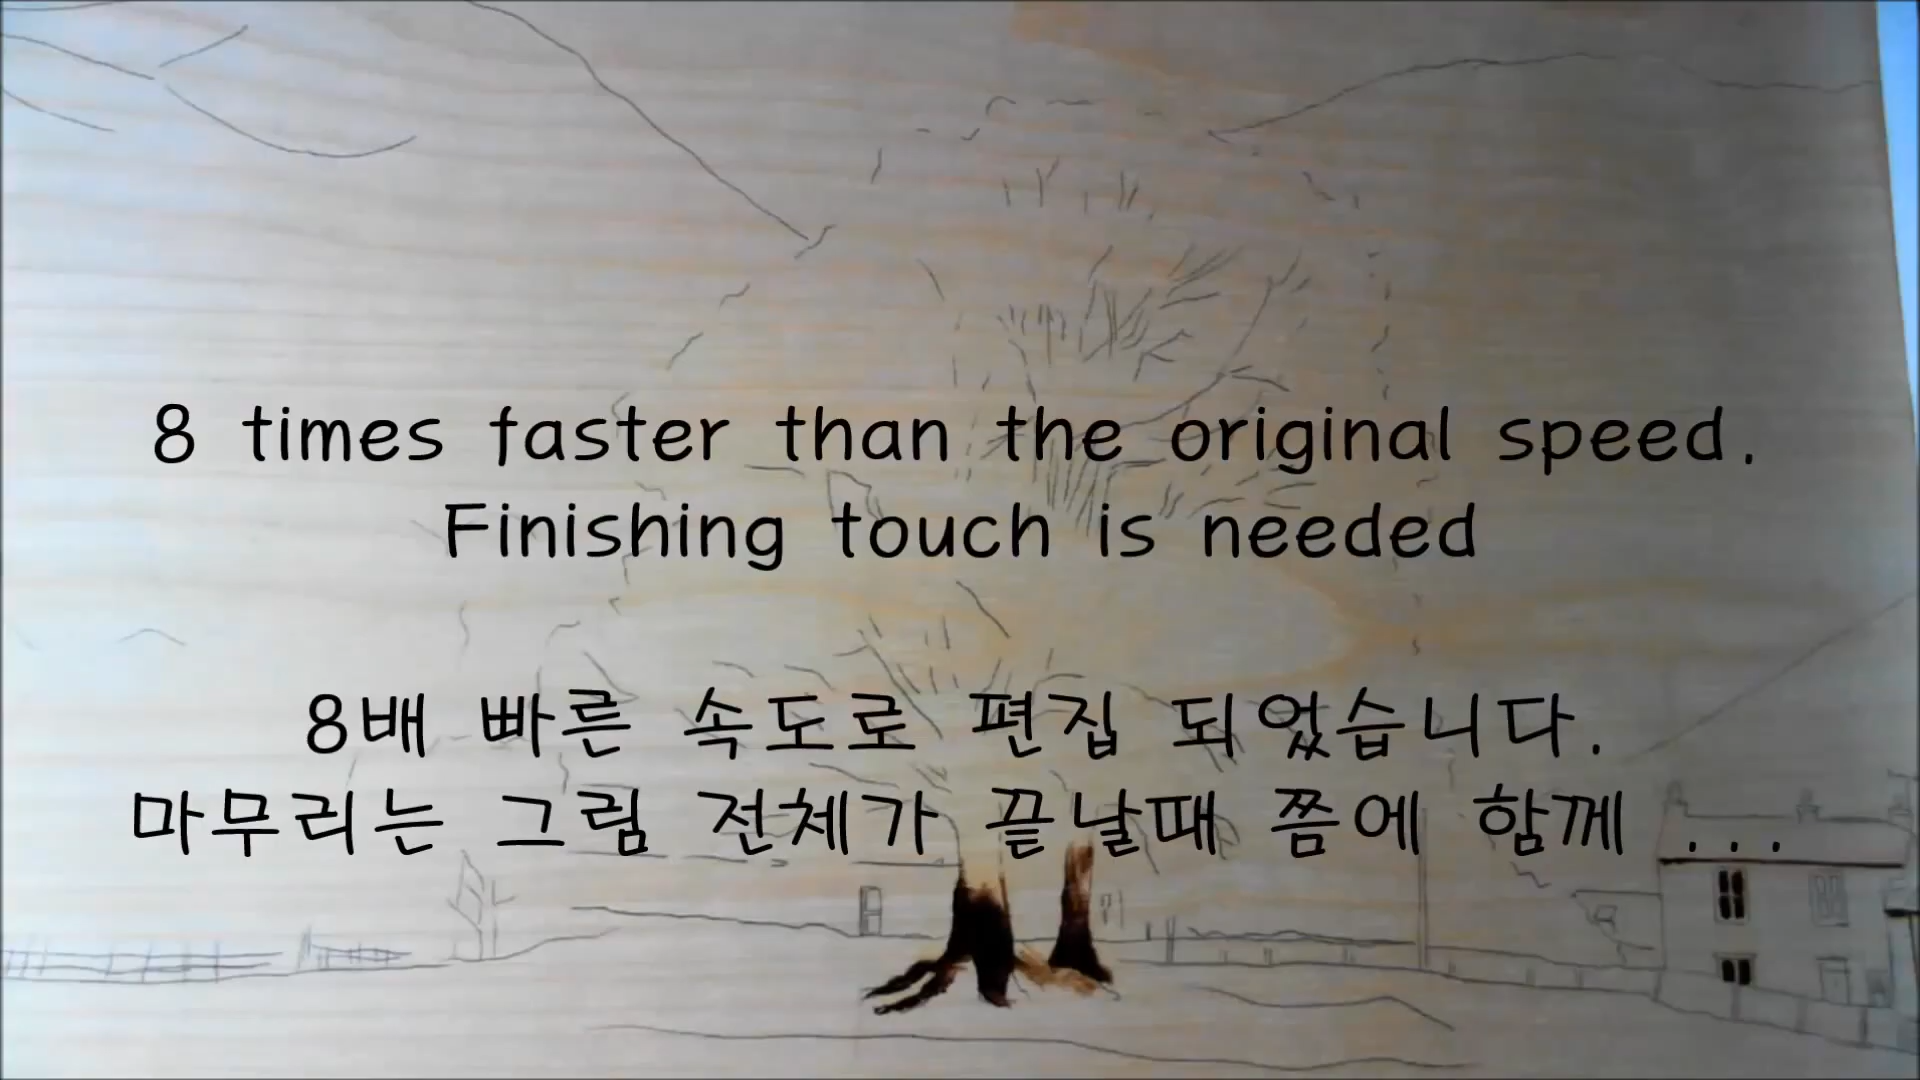 8 times faster than the original speed.
Finishing touch is needed
8배 빠른 속도로 편집 되었습니다.
마무리는 그림 전체가 끝날때 쯤에 함께 ...